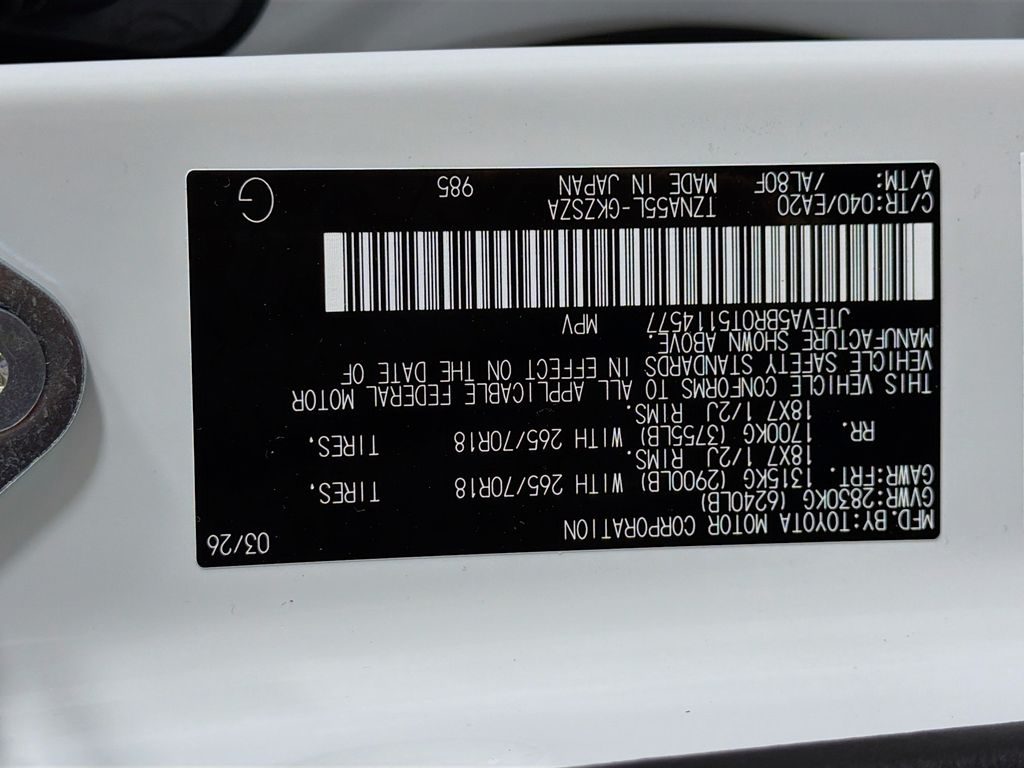 MFD.BY:TOYOTA MOTOR CORPORATION 03/26
GVWR:2830KG (6240LB)
GAWR:FRT. 1315KG (2900LB) WITH 265/70R18 TIRES.
18X7 1/2J RIMS.
RR. 1700KG (3755LB) WITH 265/70R18 TIRES.
18X7 1/2J RIMS.
THIS VEHICLE CONFORMS TO ALL APPLICABLE FEDERAL MOTOR
VEHICLE SAFETY STANDARDS IN EFFECT ON THE DATE OF
MANUFACTURE SHOWN ABOVE.
JTEVA5BR0T5114577 MPV
C/TR:040/EA20 TZNA55L-GKZSZA
A/TM: /AL80F MADE IN JAPAN 985 G